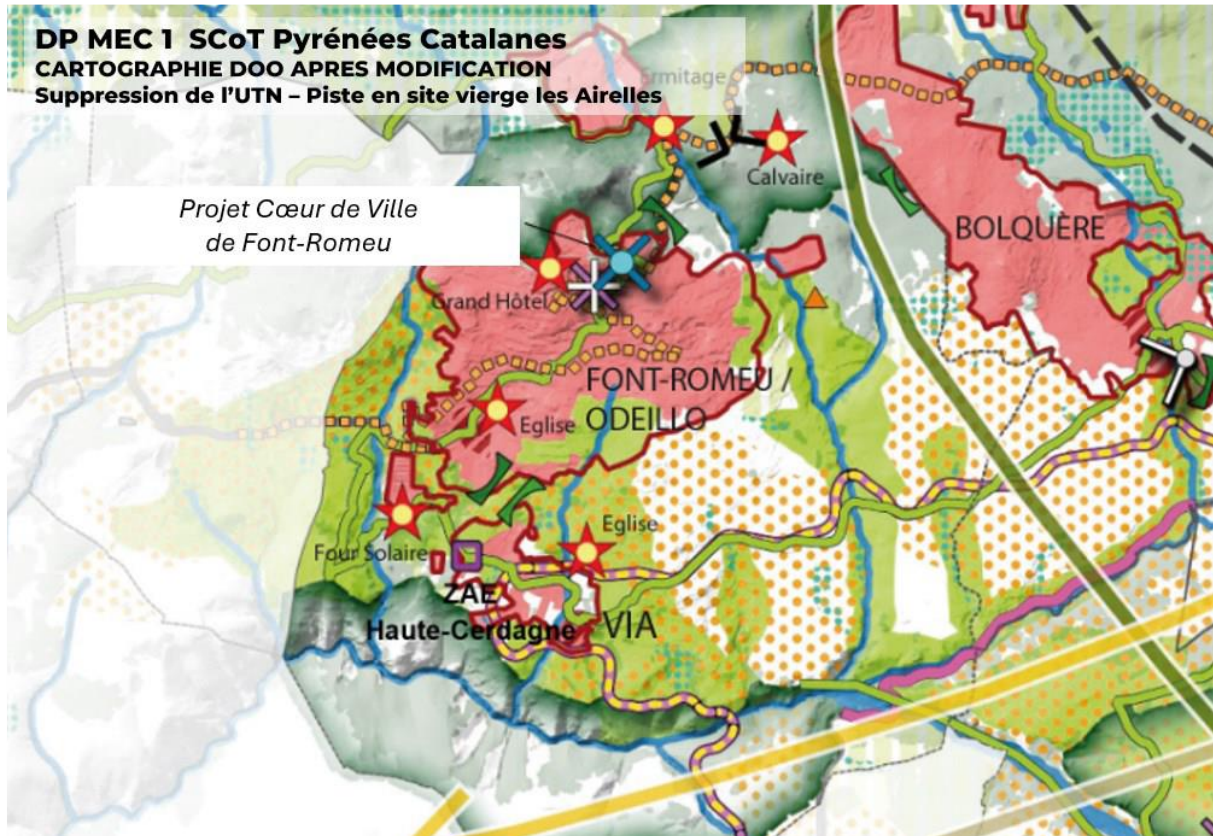 DP MEC 1 SCoT Pyrénées Catalanes
CARTOGRAPHIE DOO APRES MODIFICATION
Suppression de l'UTN – Piste en site vierge les Airelles
Ermitage
Calvaire
Projet Cœur de Ville
de Font-Romeu
BOLQUÈRE
Grand Hôtel
FONT-ROMEU /
ODEILLO
Eglise
Eglise
Four Solaire
ZAE
Haute-Cerdagne
VIA